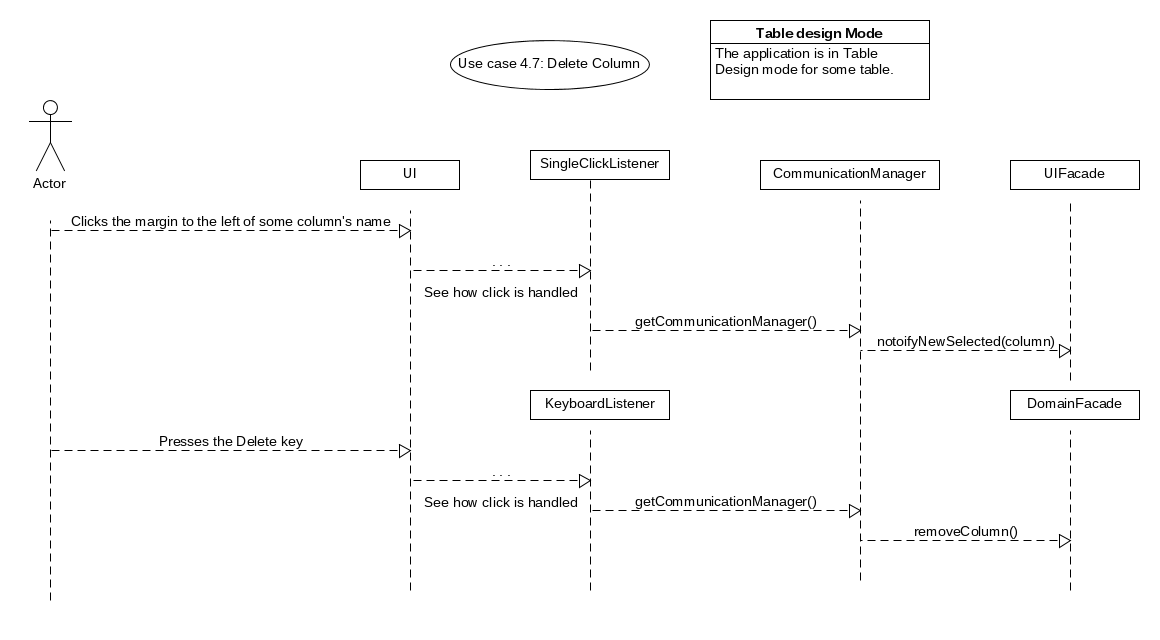 Table design Mode
The application is in Table
Design mode for some table.
Use case 4.7: Delete Column
Actor
UI
SingleClickListener
CommunicationManager
UIFacade
Clicks the margin to the left of some column's name
. . .
See how click is handled
getCommunicationManager()
notoifyNewSelected(column)
KeyboardListener
DomainFacade
Presses the Delete key
. . .
See how click is handled
getCommunicationManager()
removeColumn()